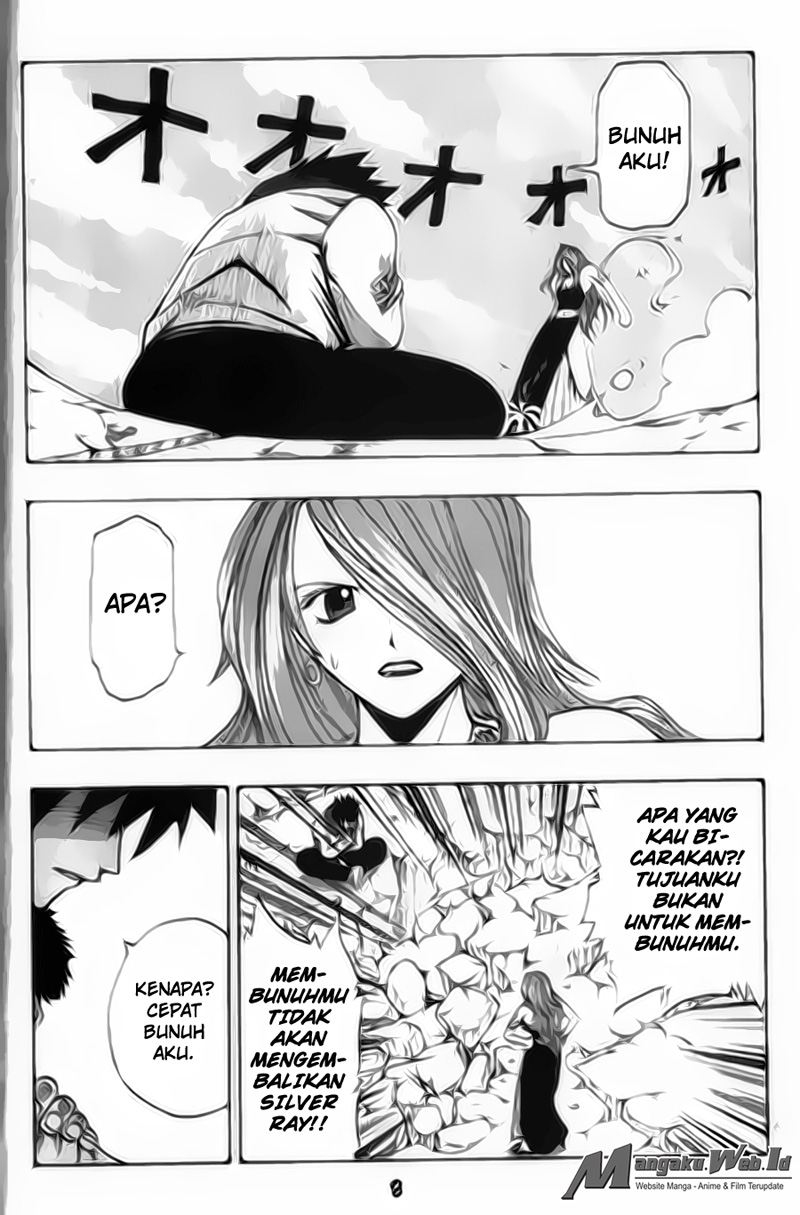 オオオオオ
BUNUH
AKU!
APA?
APA YANG
KAU BI-
CARAKAN?!
TUJUANKU
BUKAN
UNTUK MEM-
BUNUHMU.
MEM-
BUNUHMU
TIDAK
AKAN
MENGEM-
BALIKAN
SILVER
RAY!!
KENAPA?
CEPAT
BUNUH
AKU.
8
Mangaku.Web.Id
Website Manga - Anime & Film Terupdate